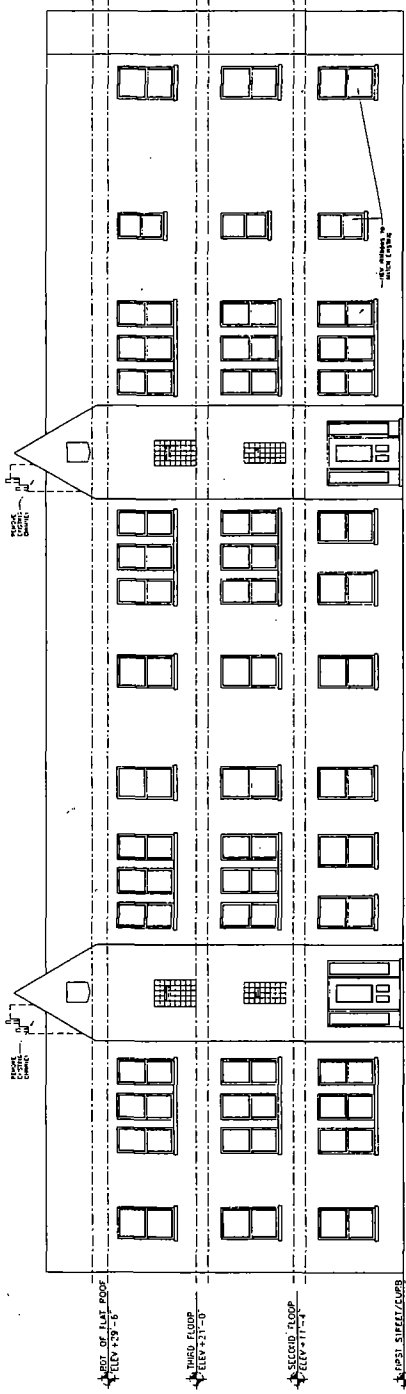 NEW WINDOWS TO
MATCH EXISTING
REMOVE
EXISTING
CHIMNEY
REMOVE
EXISTING
CHIMNEY
BOT OF FLAT ROOF
ELEV +29'-6"
THIRD FLOOR
ELEV +21'-0"
SECOND FLOOR
ELEV +11'-4"
FIRST STREET/CURB